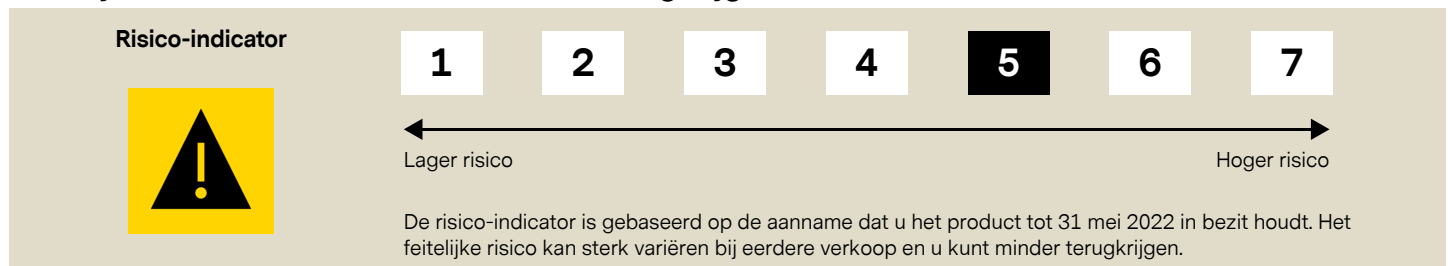 Risico-indicator
1 2 3 4 5 6 7
Lager risico Hoger risico
De risico-indicator is gebaseerd op de aanname dat u het product tot 31 mei 2022 in bezit houdt. Het
feitelijke risico kan sterk variëren bij eerdere verkoop en u kunt minder terugkrijgen.